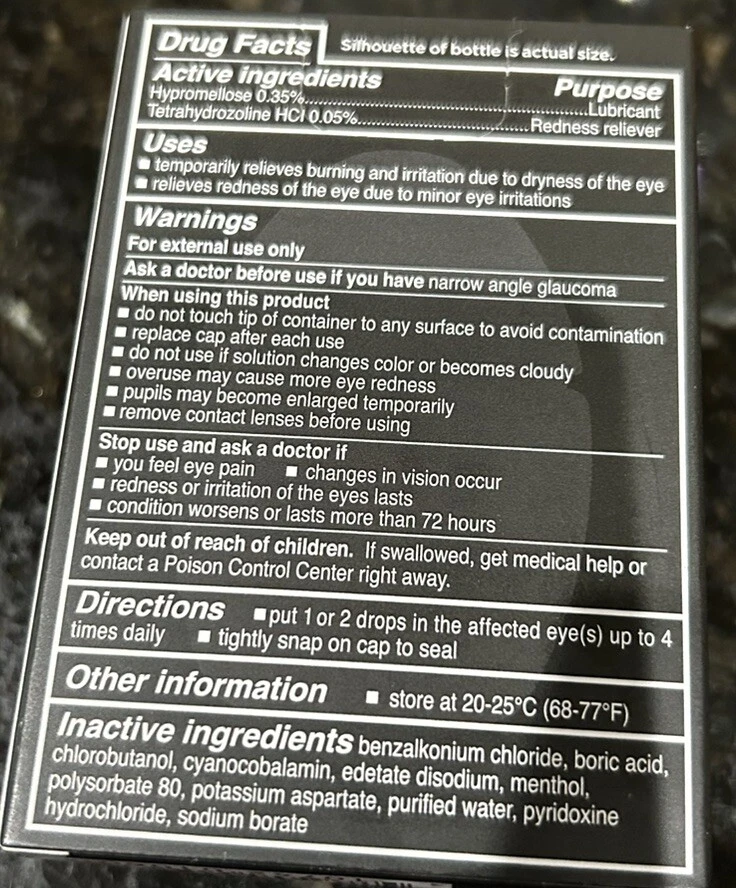 Drug Facts
Silhouette of bottle is actual size.
Active ingredients Purpose
Hypromellose 0.35%..........Lubricant
Tetrahydrozoline HCl 0.05%..........Redness reliever
Uses
■ temporarily relieves burning and irritation due to dryness of the eye
■ relieves redness of the eye due to minor eye irritations
Warnings
For external use only
Ask a doctor before use if you have narrow angle glaucoma
When using this product
■ do not touch tip of container to any surface to avoid contamination
■ replace cap after each use
■ do not use if solution changes color or becomes cloudy
■ overuse may cause more eye redness
■ pupils may become enlarged temporarily
■ remove contact lenses before using
Stop use and ask a doctor if
■ you feel eye pain ■ changes in vision occur
■ redness or irritation of the eyes lasts
■ condition worsens or lasts more than 72 hours
Keep out of reach of children. If swallowed, get medical help or
contact a Poison Control Center right away.
Directions ■ put 1 or 2 drops in the affected eye(s) up to 4
times daily ■ tightly snap on cap to seal
Other information ■ store at 20-25°C (68-77°F)
Inactive ingredients benzalkonium chloride, boric acid,
chlorobutanol, cyanocobalamin, edetate disodium, menthol,
polysorbate 80, potassium aspartate, purified water, pyridoxine
hydrochloride, sodium borate